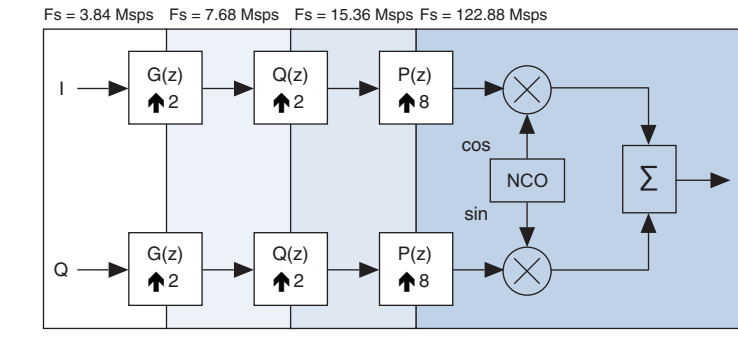 Fs = 3.84 Msps Fs = 7.68 Msps Fs = 15.36 Msps Fs = 122.88 Msps
I
G(z)
2
Q(z)
2
P(z)
8
cos
NCO
sin
Σ
Q
G(z)
2
Q(z)
2
P(z)
8